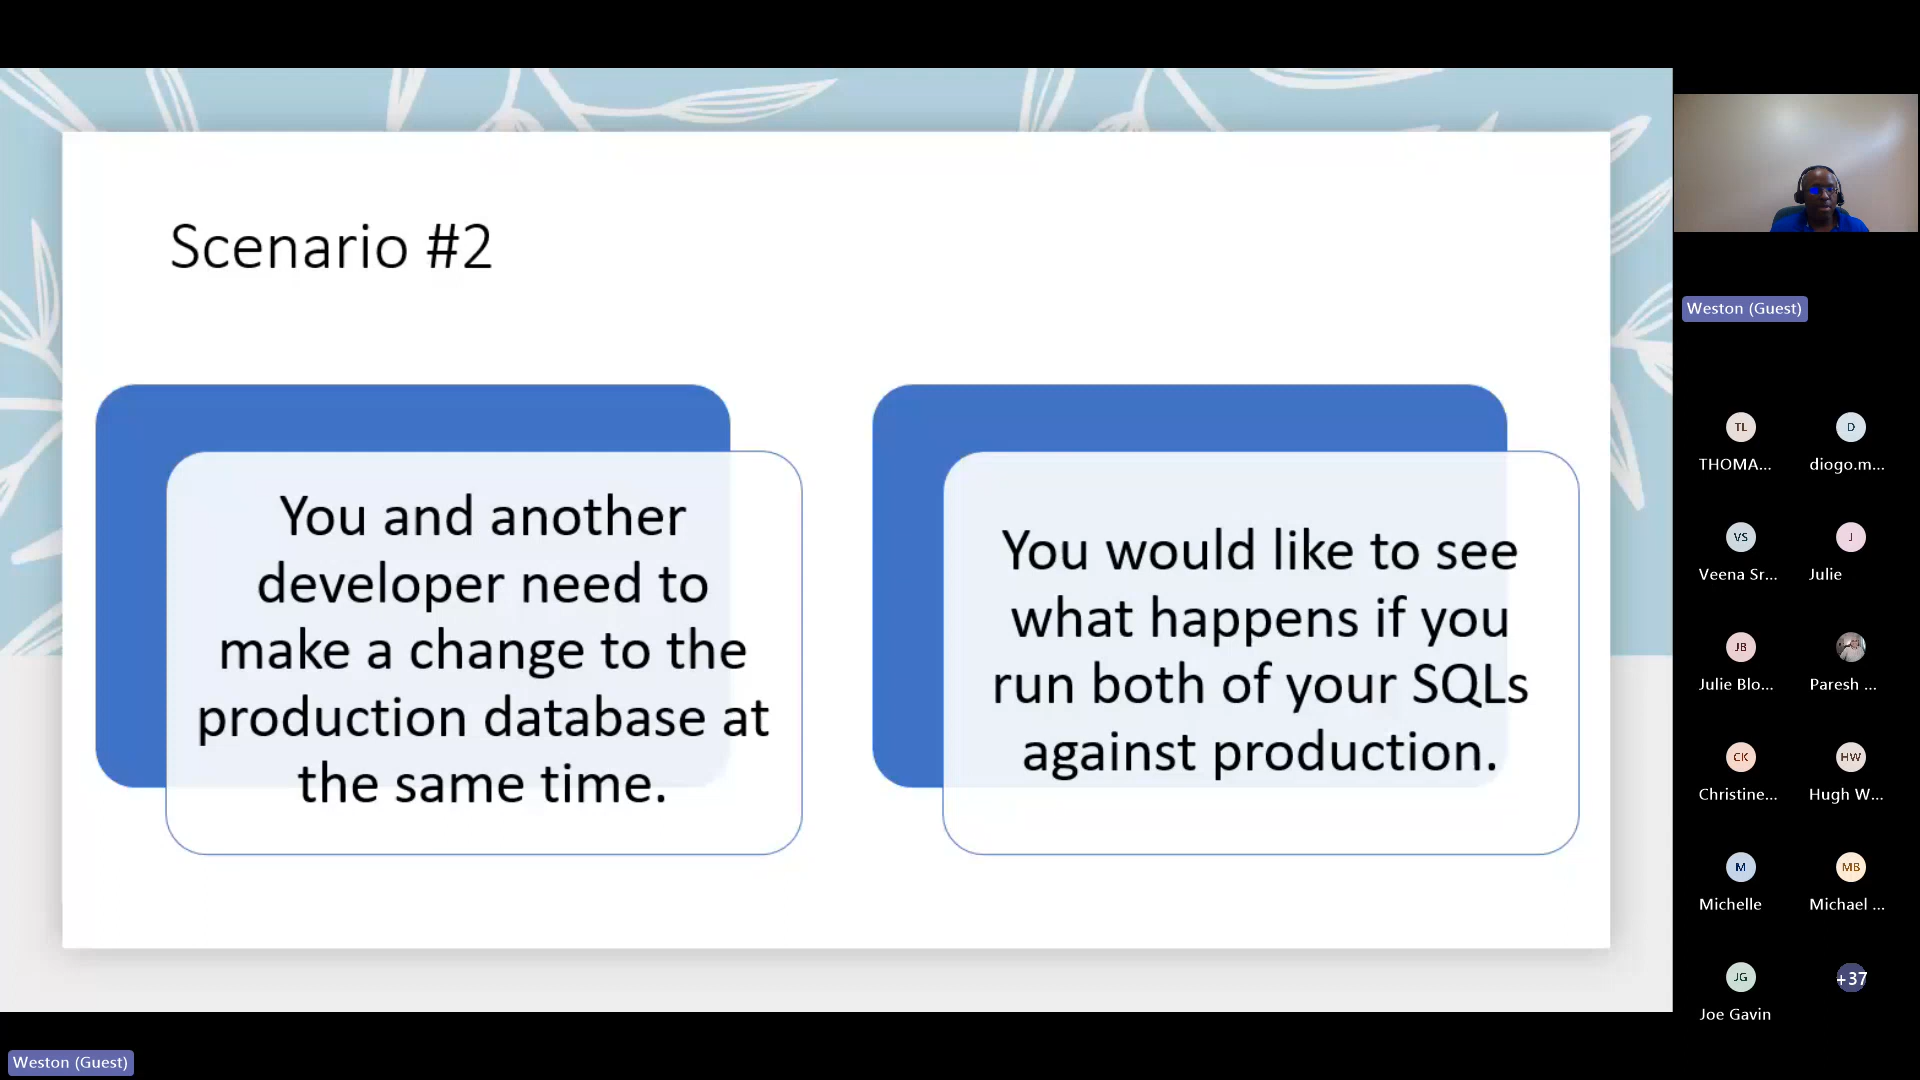 Scenario #2
You and another
developer need to
make a change to the
production database at
the same time.
You would like to see
what happens if you
run both of your SQLs
against production.
Weston (Guest)
TL
D
THOMA...
diogo.m...
VS
J
Veena Sr...
Julie
JB
Julie Blo...
Paresh ...
CK
HW
Christine...
Hugh W...
M
MB
Michelle
Michael ...
JG
+37
Joe Gavin
Weston (Guest)